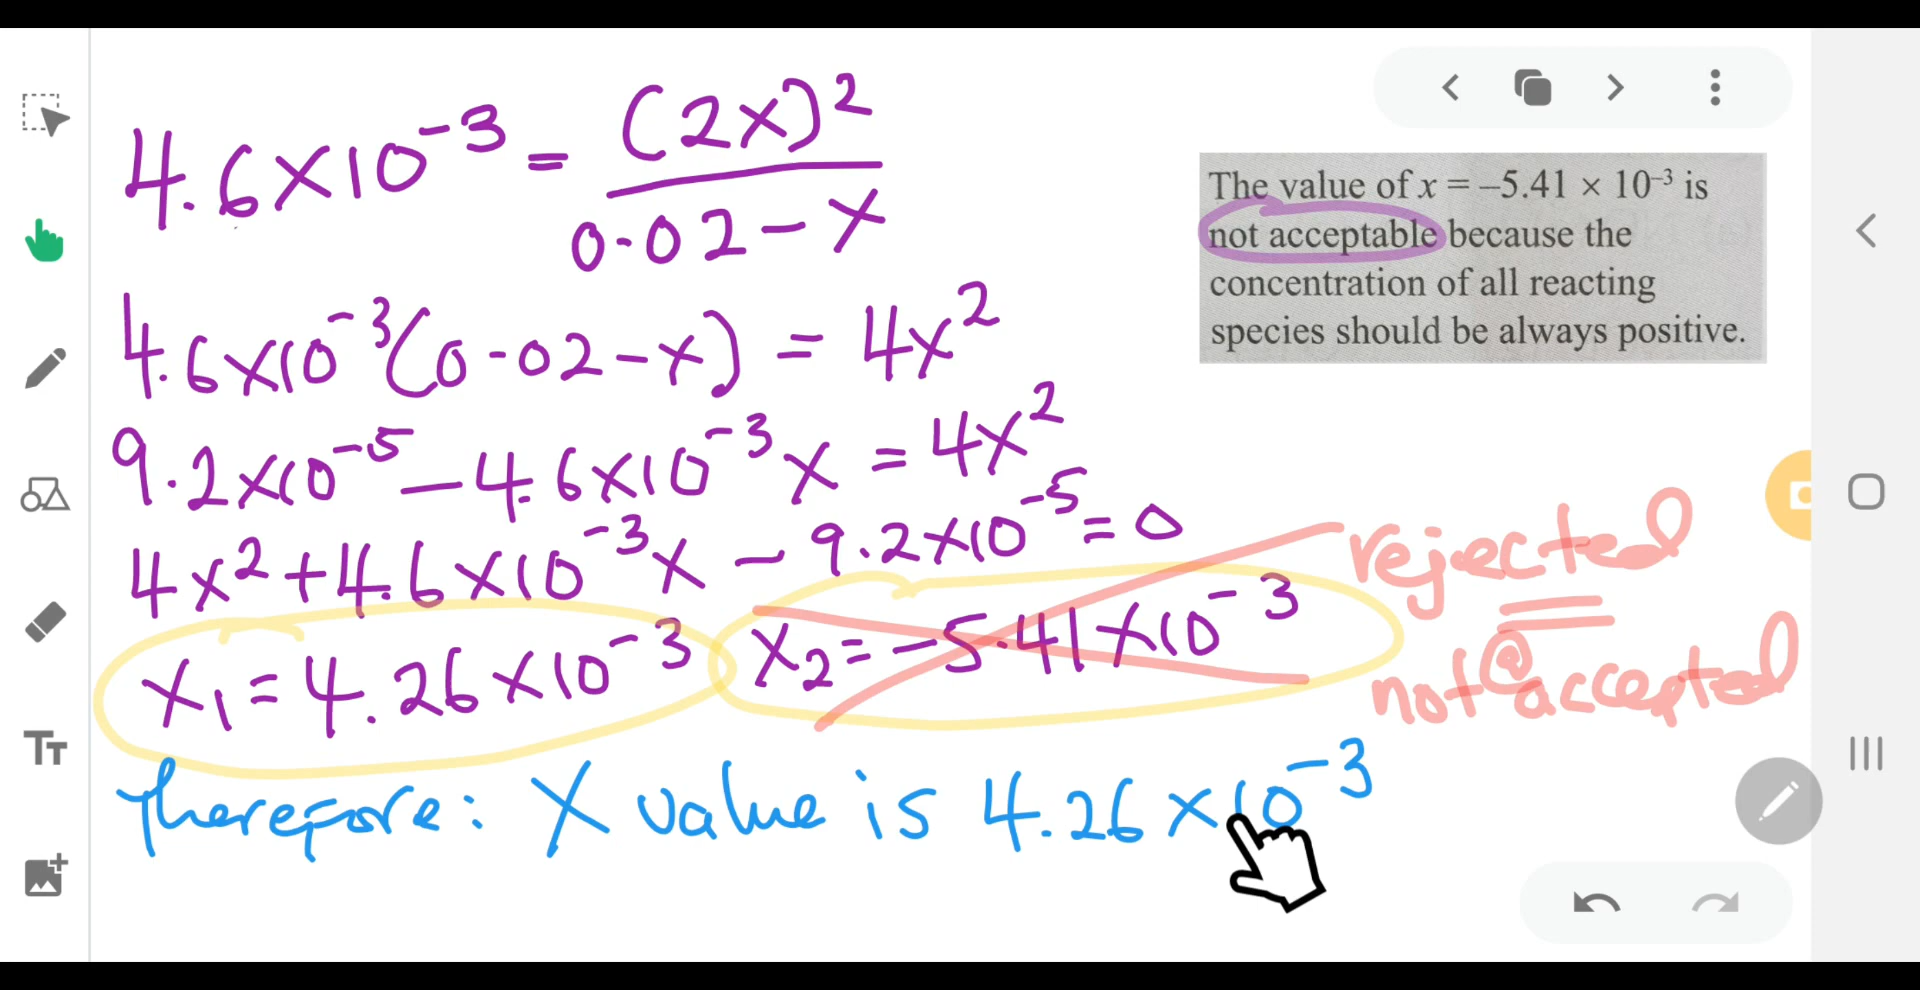 4.6×10⁻³ = (2x)² / 0.02 – x
4.6×10⁻³(0.02 – x) = 4x²
9.2×10⁻⁵ – 4.6×10⁻³x = 4x²
4x² + 4.6×10⁻³x – 9.2×10⁻⁵ = 0
x₁ = 4.26×10⁻³ x₂ = –5.41×10⁻³
rejected
@
not accepted
therefore: X value is 4.26×10⁻³
The value of x = –5.41 × 10⁻³ is
not acceptable because the
concentration of all reacting
species should be always positive.
TT